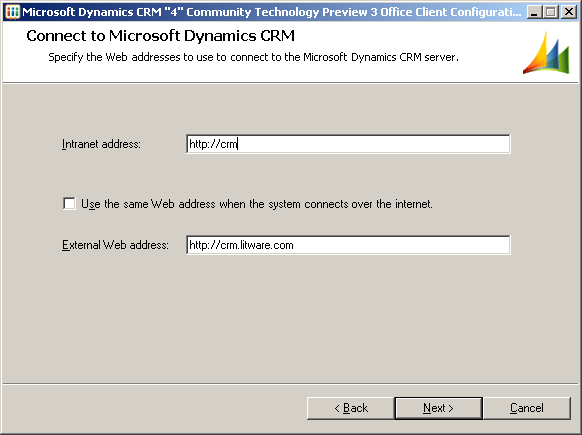 Microsoft Dynamics CRM "4" Community Technology Preview 3 Office Client Configurati...
Connect to Microsoft Dynamics CRM
Specify the Web addresses to use to connect to the Microsoft Dynamics CRM server.
Intranet address: http://crm
Use the same Web address when the system connects over the internet.
External Web address: http://crm.litware.com
< Back Next > Cancel